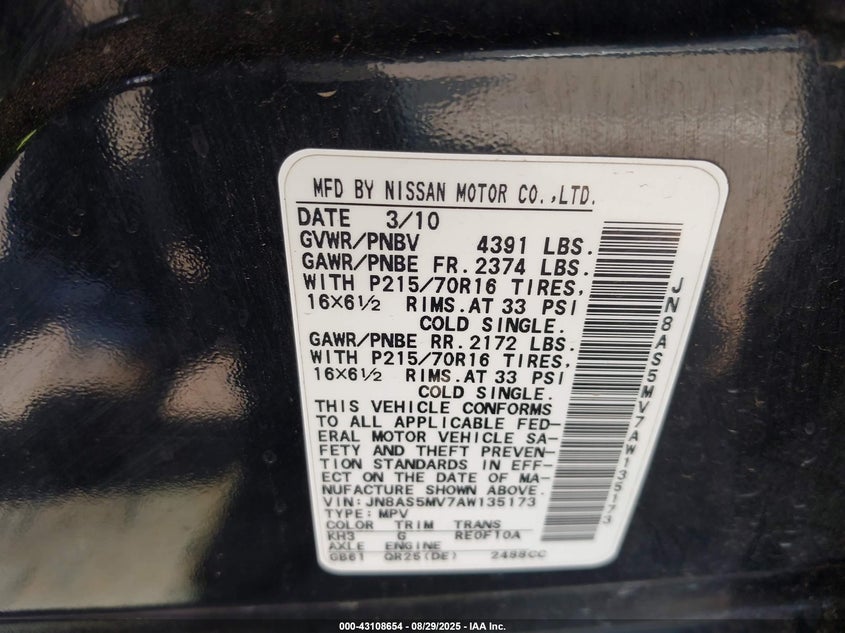 MFD BY NISSAN MOTOR CO.,LTD.
DATE 3/10
GVWR/PNBV 4391 LBS.
GAWR/PNBE FR.2374 LBS.
WITH P215/70R16 TIRES,
16×6½ RIMS.AT 33 PSI
COLD SINGLE.
GAWR/PNBE RR.2172 LBS.
WITH P215/70R16 TIRES,
16×6½ RIMS.AT 33 PSI
COLD SINGLE.
THIS VEHICLE CONFORMS
TO ALL APPLICABLE FED-
ERAL MOTOR VEHICLE SA-
FETY AND THEFT PREVEN-
TION STANDARDS IN EFF-
ECT ON THE DATE OF MA-
NUFACTURE SHOWN ABOVE.
VIN:JN8AS5MV7AW135173
TYPE:MPV
COLOR TRIM TRANS
KH3 G RE0F10A
AXLE ENGINE
GB61 QR25(DE) 2488CC
JN8AS5MV7AW135173
000-43108654 - 08/29/2025 - IAA Inc.